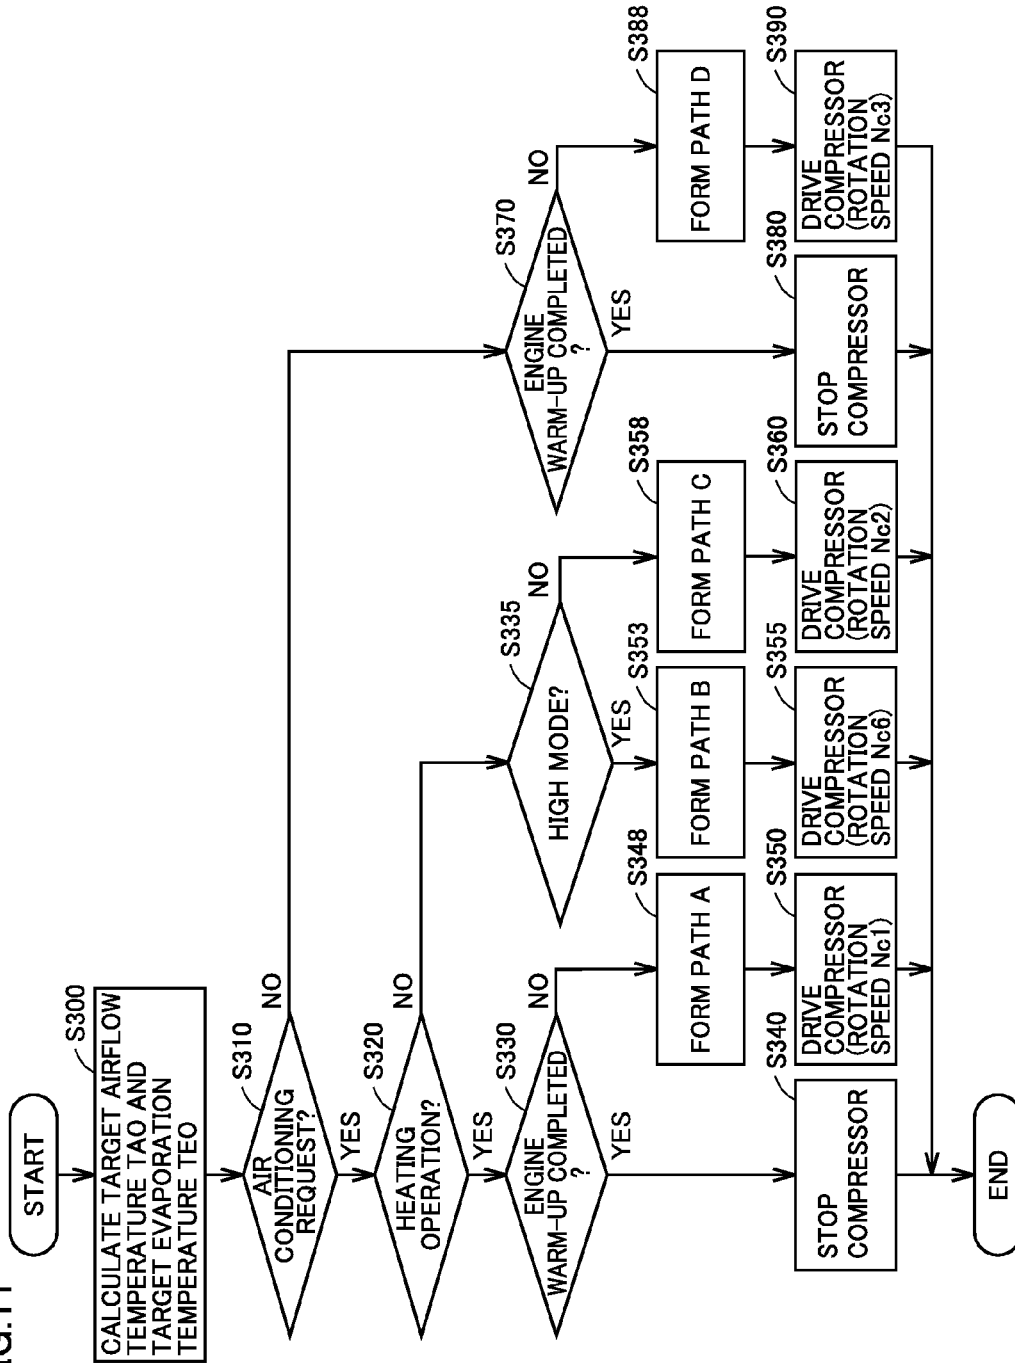 START
S300
CALCULATE TARGET AIRFLOW
TEMPERATURE TAO AND
TARGET EVAPORATION
TEMPERATURE TEO
S310
AIR
CONDITIONING
REQUEST?
NO
YES
S320
HEATING
OPERATION?
NO
YES
S330
ENGINE
WARM-UP COMPLETED
?
NO
YES
S335
HIGH MODE?
NO
YES
S370
ENGINE
WARM-UP COMPLETED
?
NO
YES
S348
FORM PATH A
S353
FORM PATH B
S358
FORM PATH C
S388
FORM PATH D
S340
STOP
COMPRESSOR
S350
DRIVE
COMPRESSOR
(ROTATION
SPEED Nc1)
S355
DRIVE
COMPRESSOR
(ROTATION
SPEED Nc6)
S360
DRIVE
COMPRESSOR
(ROTATION
SPEED Nc2)
S380
STOP
COMPRESSOR
S390
DRIVE
COMPRESSOR
(ROTATION
SPEED Nc3)
END